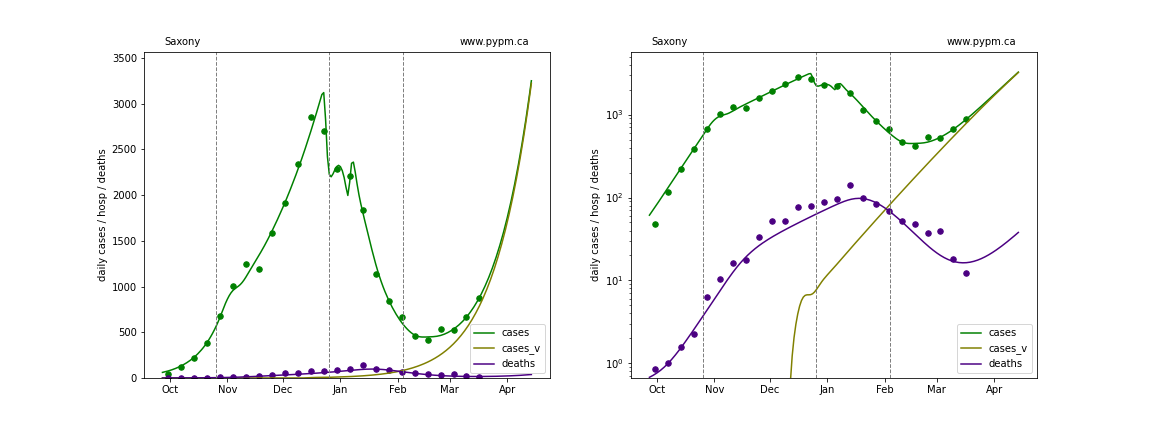 Saxony www.pypm.ca
daily cases / hosp / deaths
3500
3000
2500
2000
1500
1000
500
0
Oct Nov Dec Jan Feb Mar Apr
cases
cases_v
deaths
Saxony www.pypm.ca
daily cases / hosp / deaths
10³
10²
10¹
10⁰
Oct Nov Dec Jan Feb Mar Apr
cases
cases_v
deaths